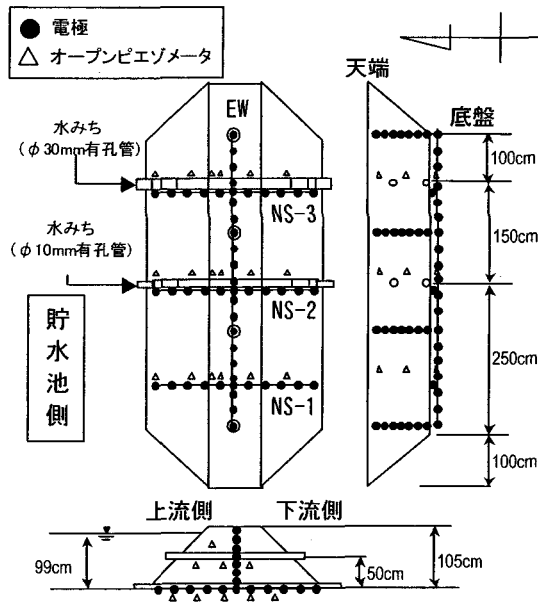 電極
オープンピエゾメータ
天端
EW
底盤
水みち
(φ30mm有孔管)
100cm
NS-3
150cm
水みち
(φ10mm有孔管)
NS-2
貯水池側
250cm
NS-1
100cm
上流側
下流側
99cm
50cm
105cm